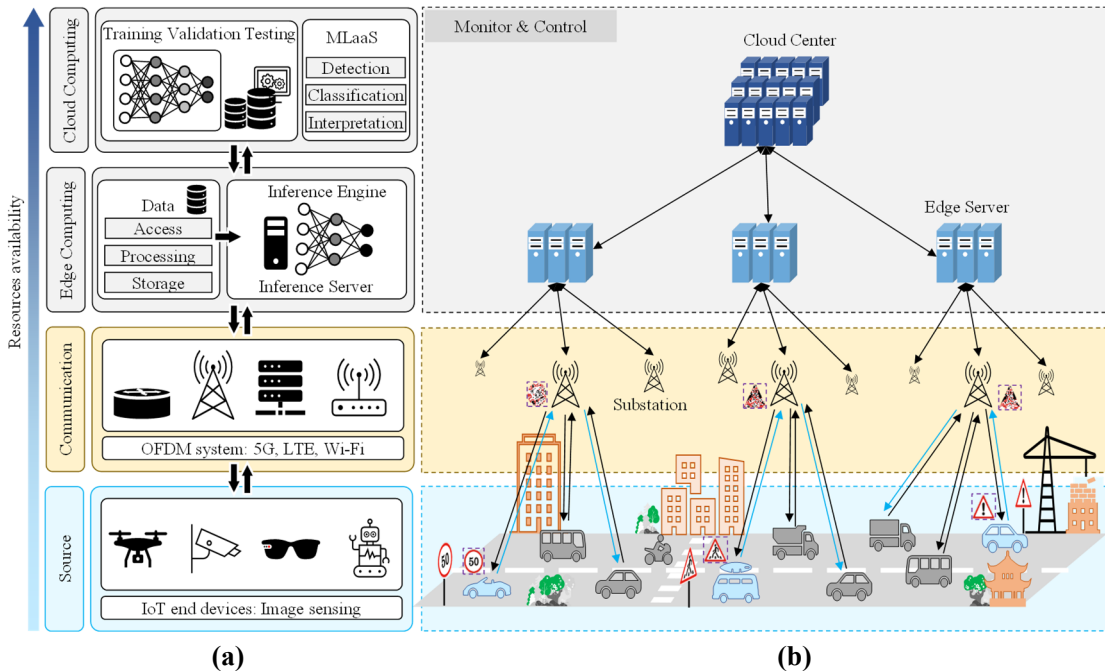 Resources availability
Cloud Computing
Training Validation Testing
MLaaS
Detection
Classification
Interpretation
Edge Computing
Data
Access
Processing
Storage
Inference Engine
Inference Server
Communication
OFDM system: 5G, LTE, Wi-Fi
Source
IoT end devices: Image sensing
(a)
Monitor & Control
Cloud Center
Edge Server
Substation
50
50
(b)